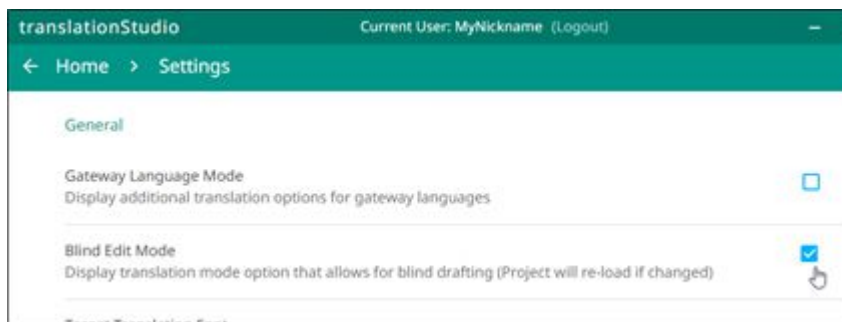 translationStudio Current User: MyNickname (Logout)
← Home > Settings
General
Gateway Language Mode
Display additional translation options for gateway languages
Blind Edit Mode
Display translation mode option that allows for blind drafting (Project will re-load if changed)